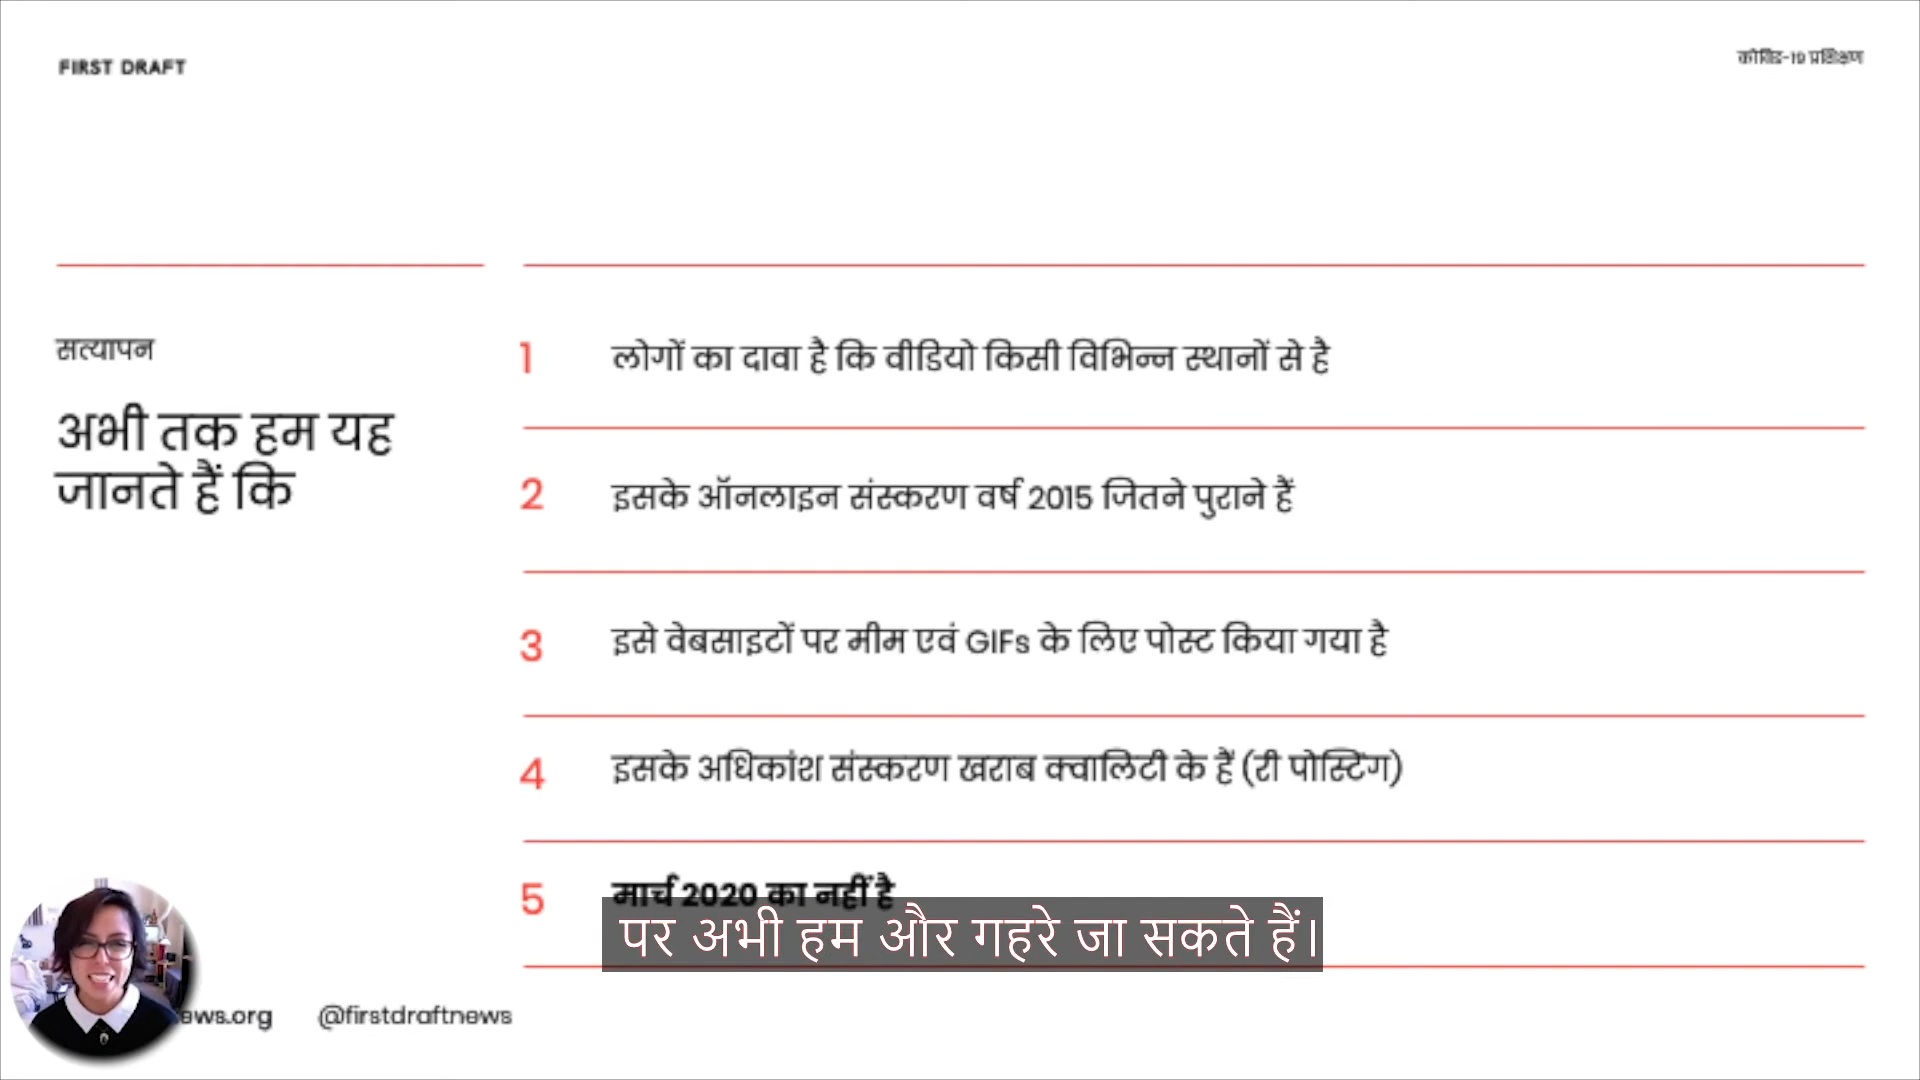 FIRST DRAFT
कोविड-19 प्रशिक्षण
सत्यापन
अभी तक हम यह
जानते हैं कि
1 लोगों का दावा है कि वीडियो किसी विभिन्न स्थानों से है
2 इसके ऑनलाइन संस्करण वर्ष 2015 जितने पुराने हैं
3 इसे वेबसाइटों पर मीम एवं GIFs के लिए पोस्ट किया गया है
4 इसके अधिकांश संस्करण खराब क्वालिटी के हैं (री पोस्टिंग)
5 मार्च 2020 का नहीं है
पर अभी हम और गहरे जा सकते हैं।
ews.org @firstdraftnews